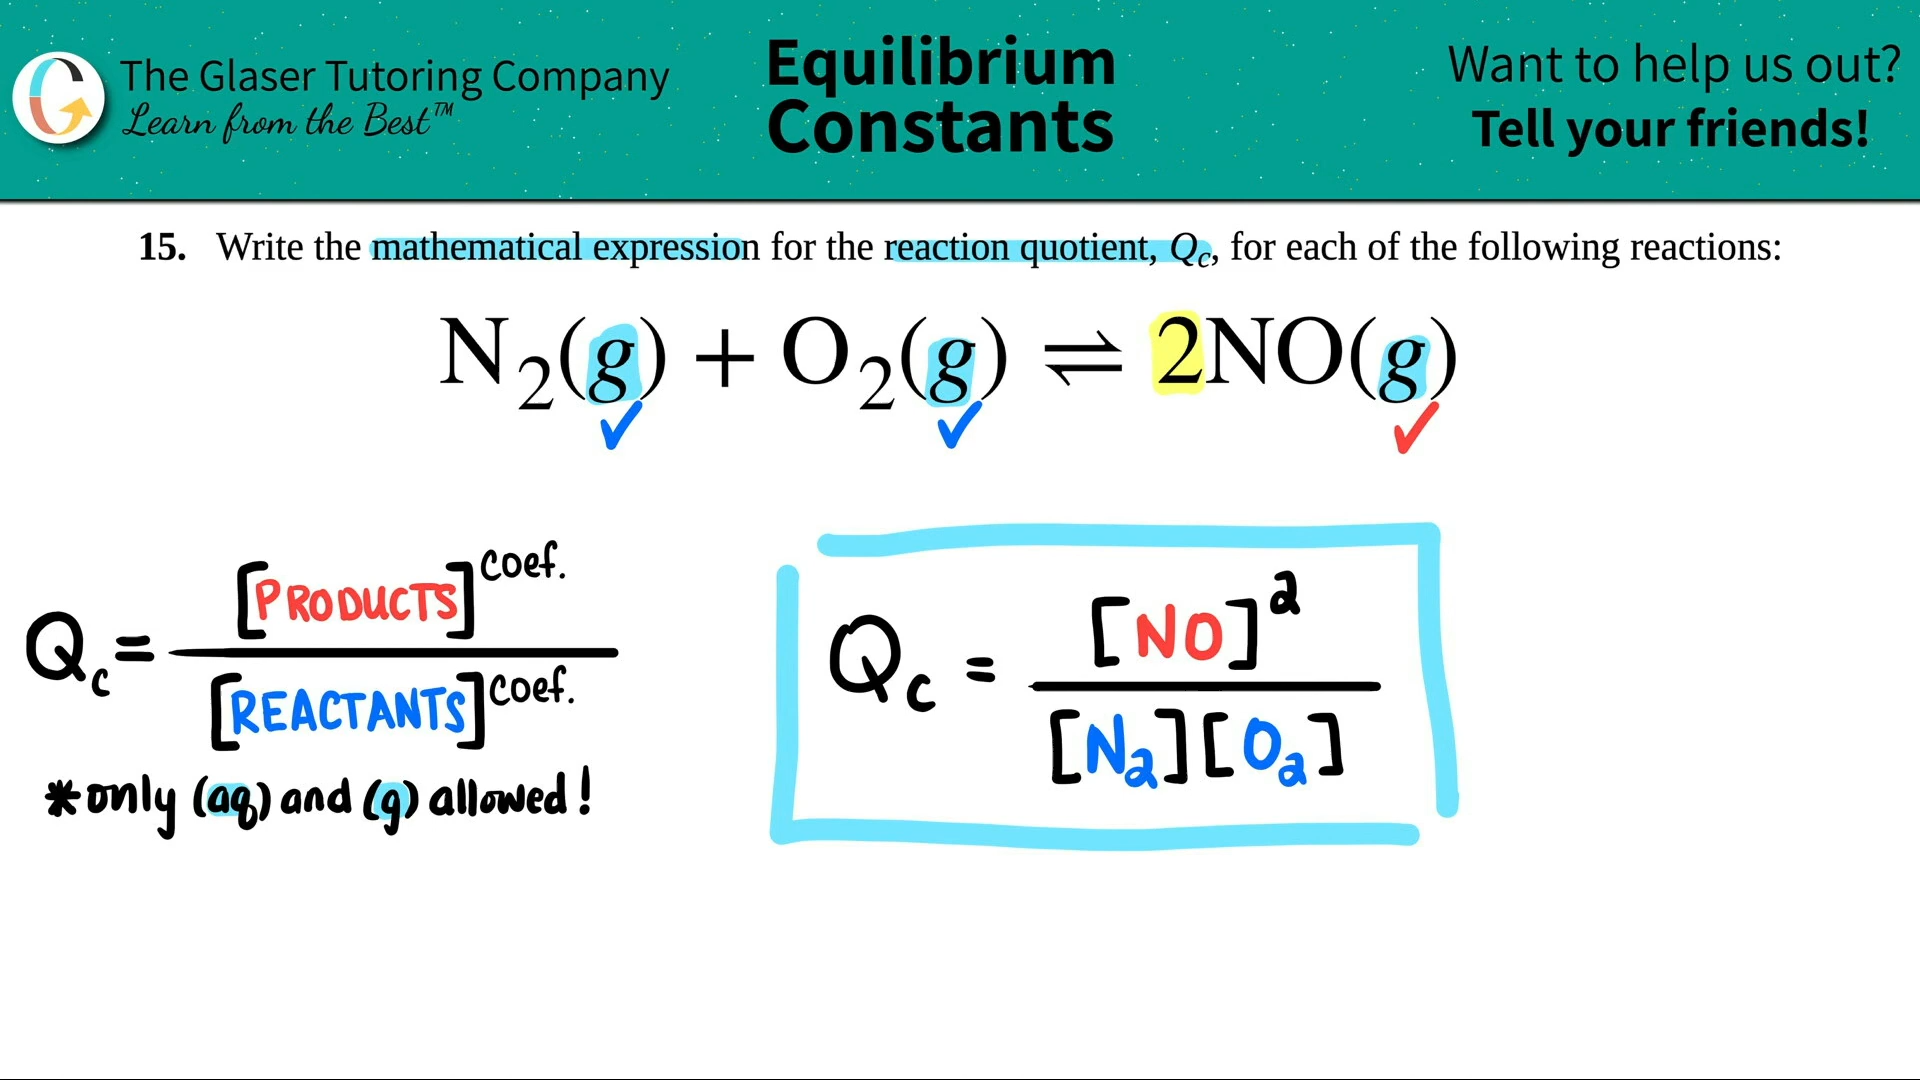 The Glaser Tutoring Company
Learn from the Best™
Equilibrium
Constants
Want to help us out?
Tell your friends!
15. Write the mathematical expression for the reaction quotient, Qc, for each of the following reactions:
N₂(g) + O₂(g) ⇌ 2NO(g)
✓ ✓ ✓
Qc = [PRODUCTS]^coef. / [REACTANTS]^coef.
*only (aq) and (g) allowed!
Qc = [NO]² / [N₂][O₂]